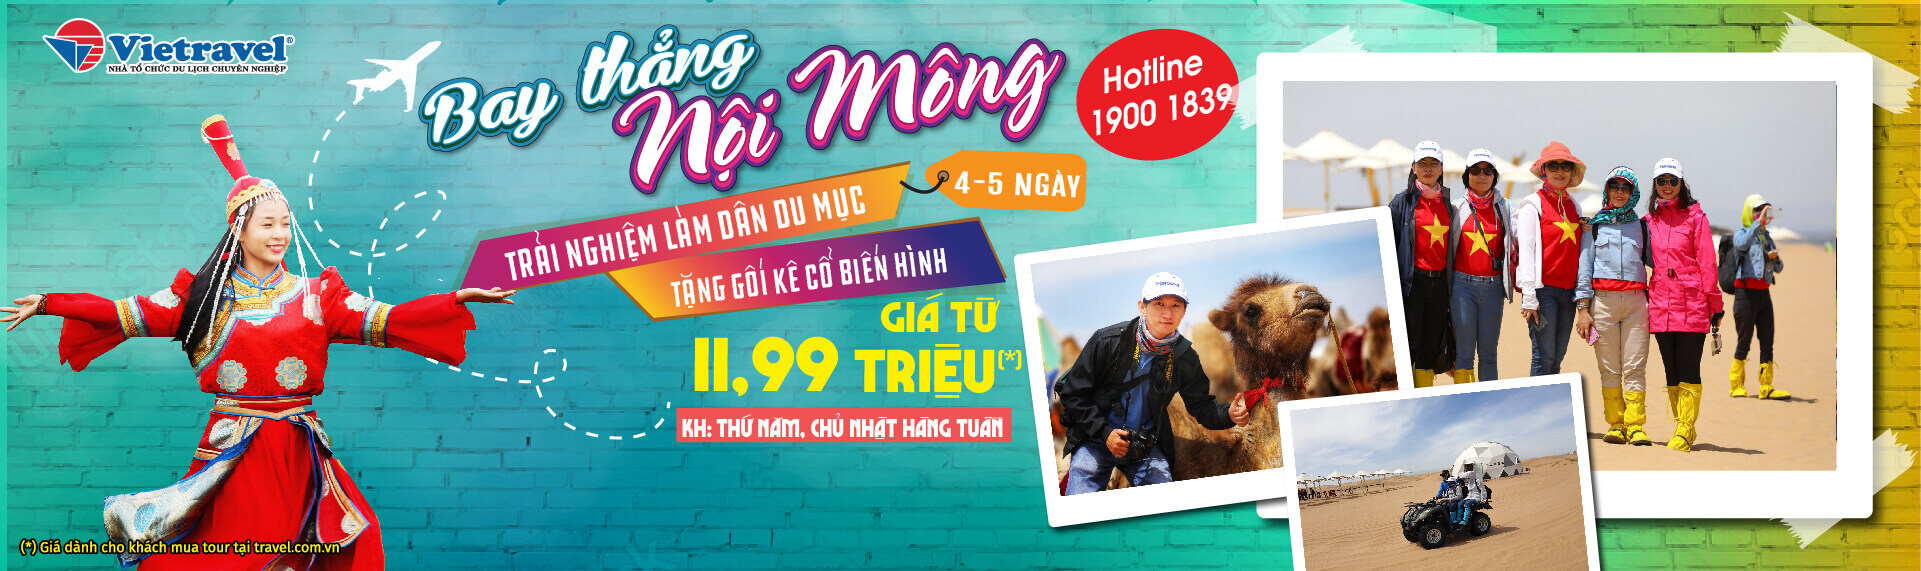 Vietravel®
NHÀ TỔ CHỨC DU LỊCH CHUYÊN NGHIỆP
Bay thẳng
Nội Mông
Hotline
1900 1839
4-5 NGÀY
TRẢI NGHIỆM LÀM DÂN DU MỤC
TẶNG GỐI KÊ CỔ BIẾN HÌNH
GIÁ TỪ
11,99 TRIỆU(*)
KH: THỨ NĂM, CHỦ NHẬT HÀNG TUẦN
(*) Giá dành cho khách mua tour tại travel.com.vn